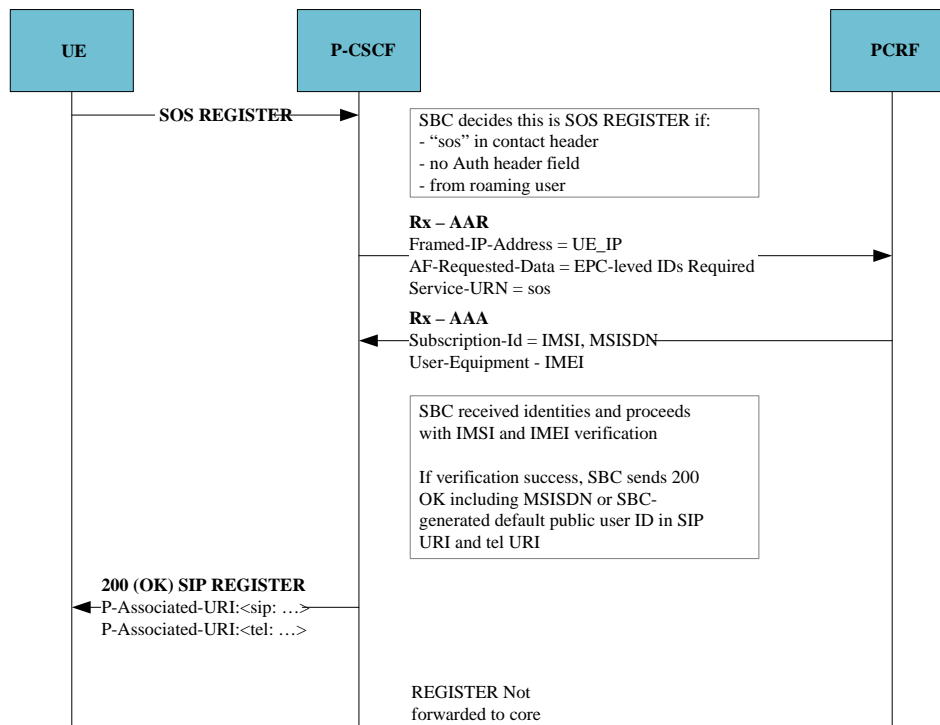 UE
P-CSCF
PCRF
SOS REGISTER
SBC decides this is SOS REGISTER if:
- “sos” in contact header
- no Auth header field
- from roaming user
Rx – AAR
Framed-IP-Address = UE_IP
AF-Requested-Data = EPC-leved IDs Required
Service-URN = sos
Rx – AAA
Subscription-Id = IMSI, MSISDN
User-Equipment - IMEI
SBC received identities and proceeds
with IMSI and IMEI verification
If verification success, SBC sends 200
OK including MSISDN or SBC-
generated default public user ID in SIP
URI and tel URI
200 (OK) SIP REGISTER
P-Associated-URI:<sip: …>
P-Associated-URI:<tel: …>
REGISTER Not
forwarded to core